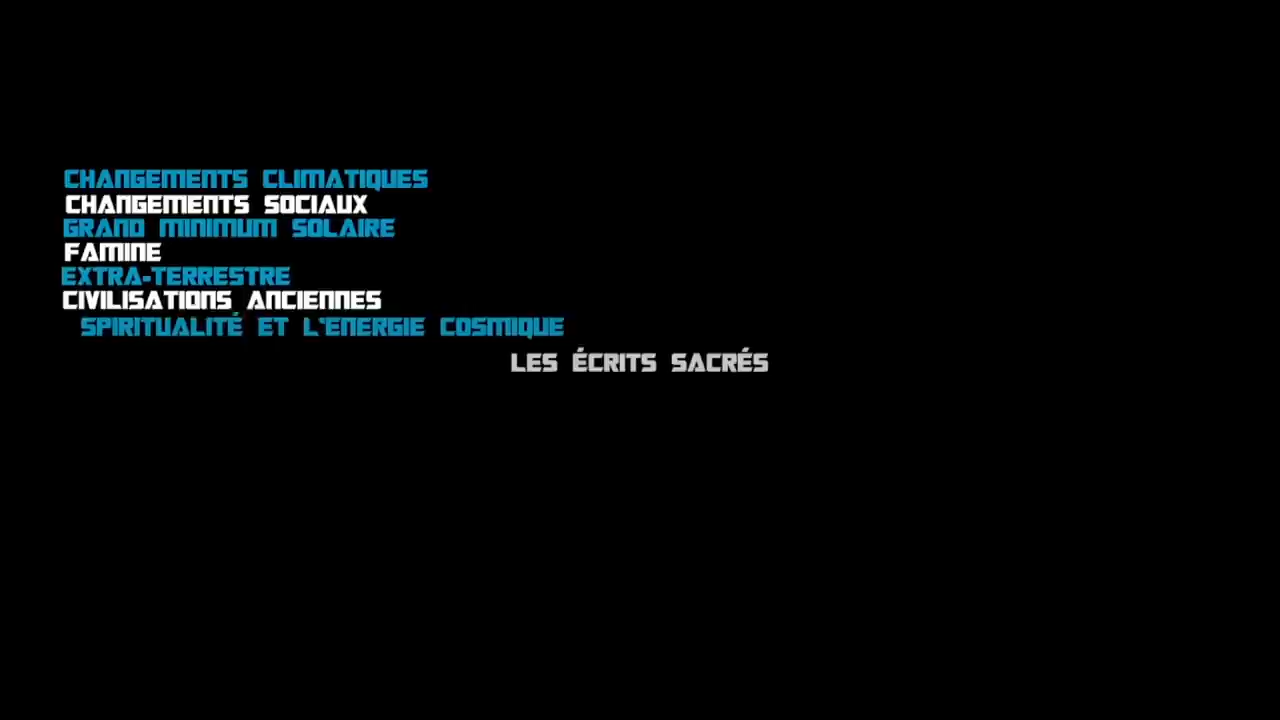 CHANGEMENTS CLIMATIQUES
CHANGEMENTS SOCIAUX
GRAND MINIMUM SOLAIRE
FAMINE
EXTRA-TERRESTRE
CIVILISATIONS ANCIENNES
SPIRITUALITÉ ET L'ENERGIE COSMIQUE
LES ÉCRITS SACRÉS